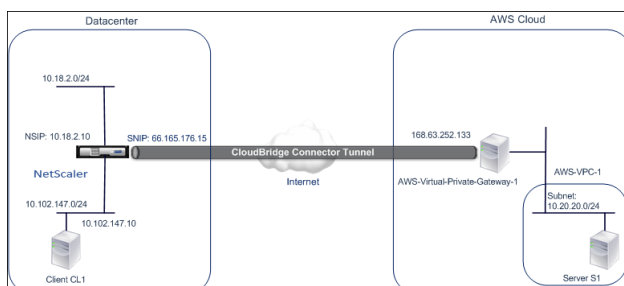 Datacenter
AWS Cloud
10.18.2.0/24
NSIP: 10.18.2.10
SNIP: 66.165.176.15
168.63.252.133
CloudBridge Connector Tunnel
NetScaler
Internet
AWS-Virtual-Private-Gateway-1
AWS-VPC-1
Subnet:
10.20.20.0/24
10.102.147.0/24
10.102.147.10
Client CL1
Server S1